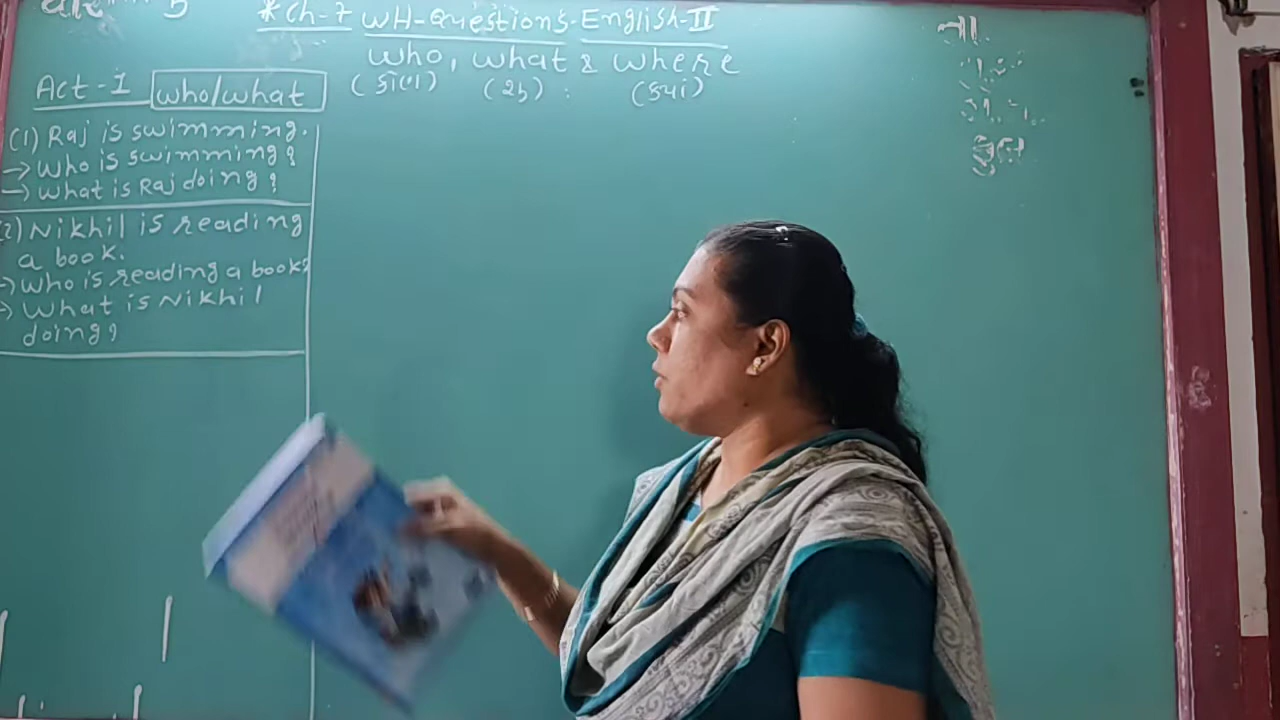 5
* Ch-7 WH-Questions-English-II
who, what & where
(કોણ) (શું) (ક્યાં)
Act-1 who/what
(1) Raj is swimming.
→ Who is swimming?
→ What is Raj doing?
(2) Nikhil is reading
a book.
→ Who is reading a book?
→ What is Nikhil
doing?